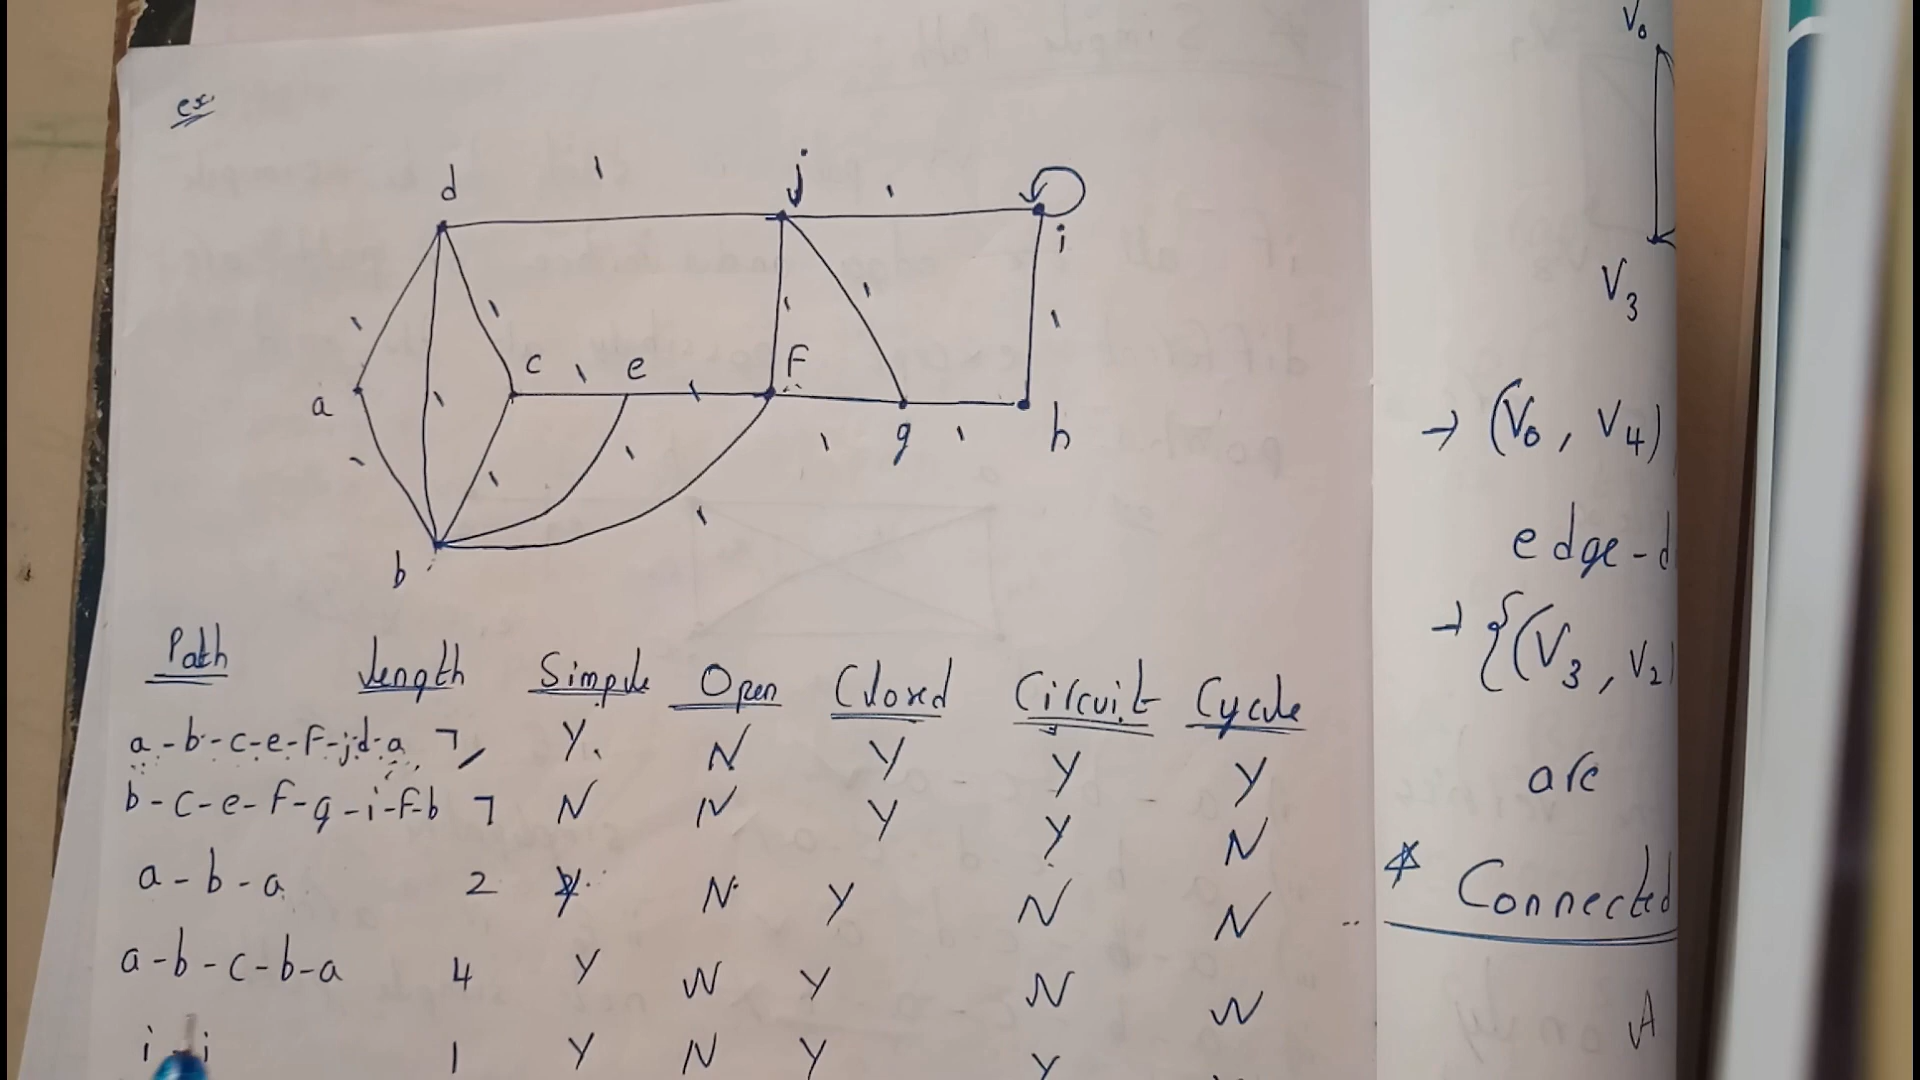 ex
d j
i
c e f
a
g h
b
Path Length Simple Open Closed Circuit Cycle
a-b-c-e-f-j-d-a 7 Y N Y Y Y
b-c-e-f-g-i-f-b 7 N N Y Y N
a-b-a 2 Y N Y N N
a-b-c-b-a 4 Y N Y N N
i-i 1 Y N Y Y
V0
V3
→ (V0, V4)
edge-d
→ {(V3, V2)
are
* Connected
A